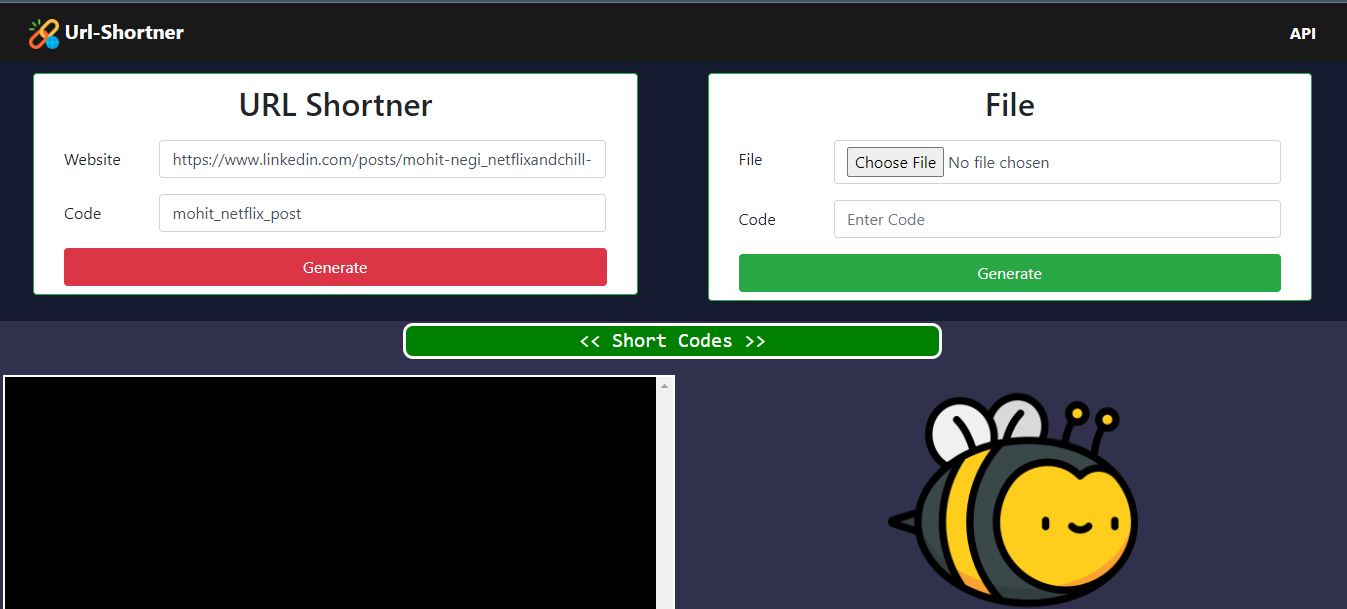 Url-Shortner
API
URL Shortner
Website
https://www.linkedin.com/posts/mohit-negi_netflixandchill-
Code
mohit_netflix_post
Generate
File
File
Choose File No file chosen
Code
Enter Code
Generate
<< Short Codes >>